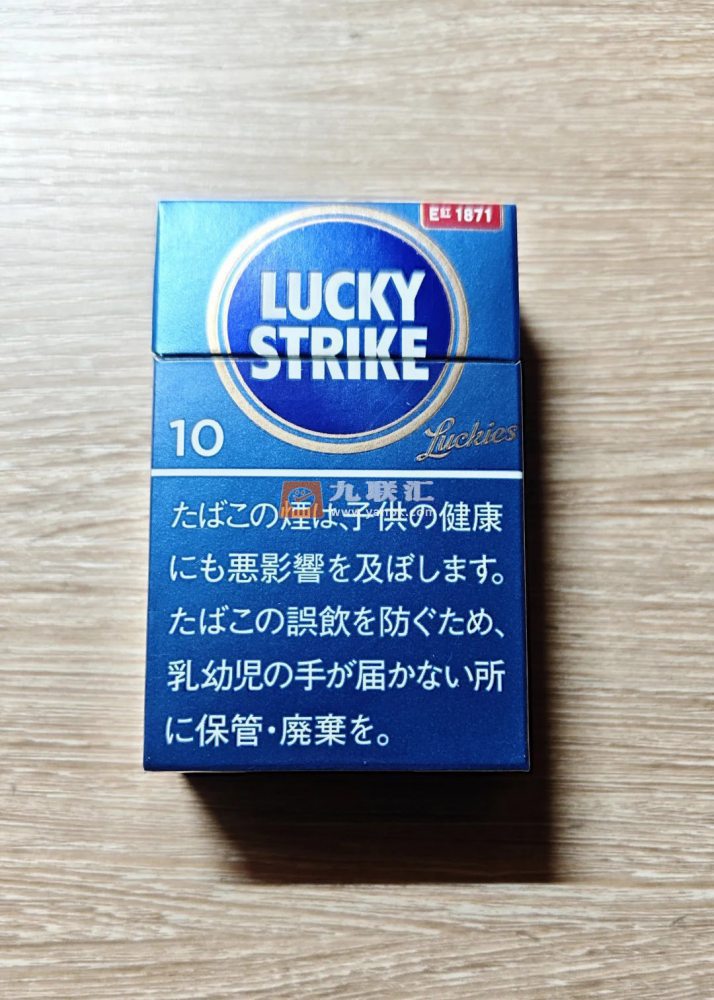 E缸 1871
LUCKY
STRIKE
10
Luckies
九联汇
たばこの煙は、子供の健康
にも悪影響を及ぼします。
たばこの誤飲を防ぐため、
乳幼児の手が届かない所
に保管・廃棄を。